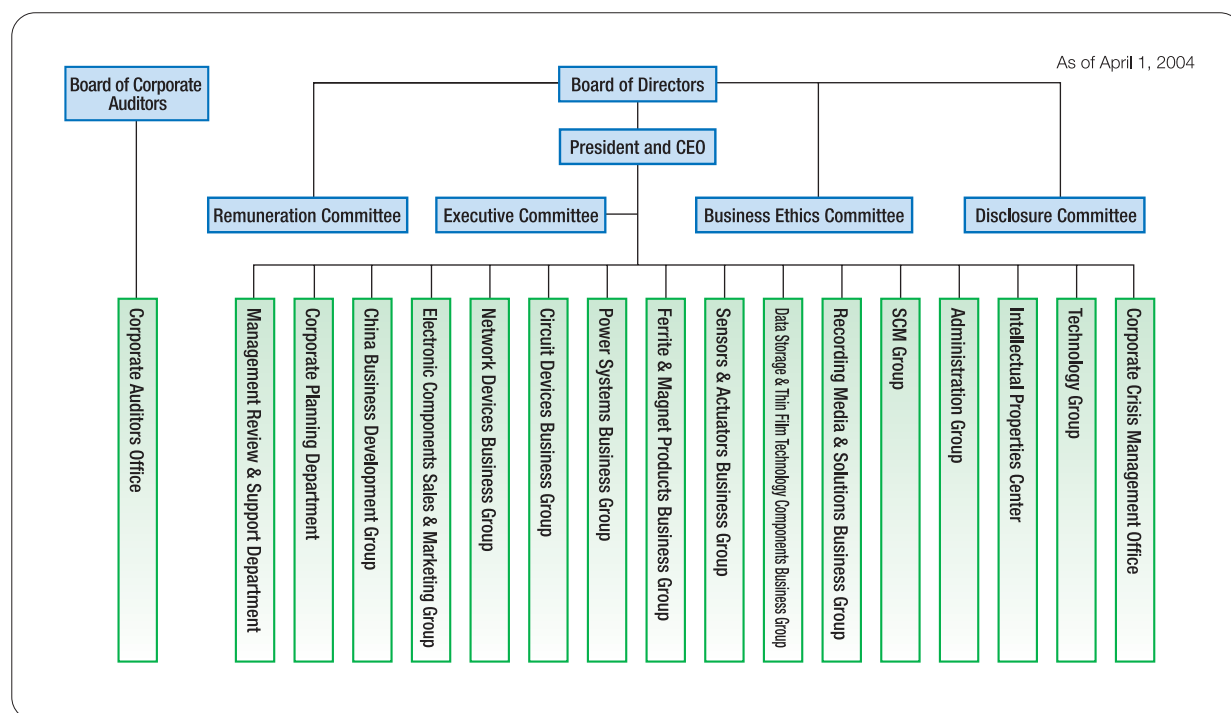 As of April 1, 2004
Board of Corporate
Auditors
Board of Directors
President and CEO
Remuneration Committee
Executive Committee
Business Ethics Committee
Disclosure Committee
Corporate Auditors Office
Management Review & Support Department
Corporate Planning Department
China Business Development Group
Electronic Components Sales & Marketing Group
Network Devices Business Group
Circuit Devices Business Group
Power Systems Business Group
Ferrite & Magnet Products Business Group
Sensors & Actuators Business Group
Data Storage & Thin Film Technology Components Business Group
Recording Media & Solutions Business Group
SCM Group
Administration Group
Intellectual Properties Center
Technology Group
Corporate Crisis Management Office